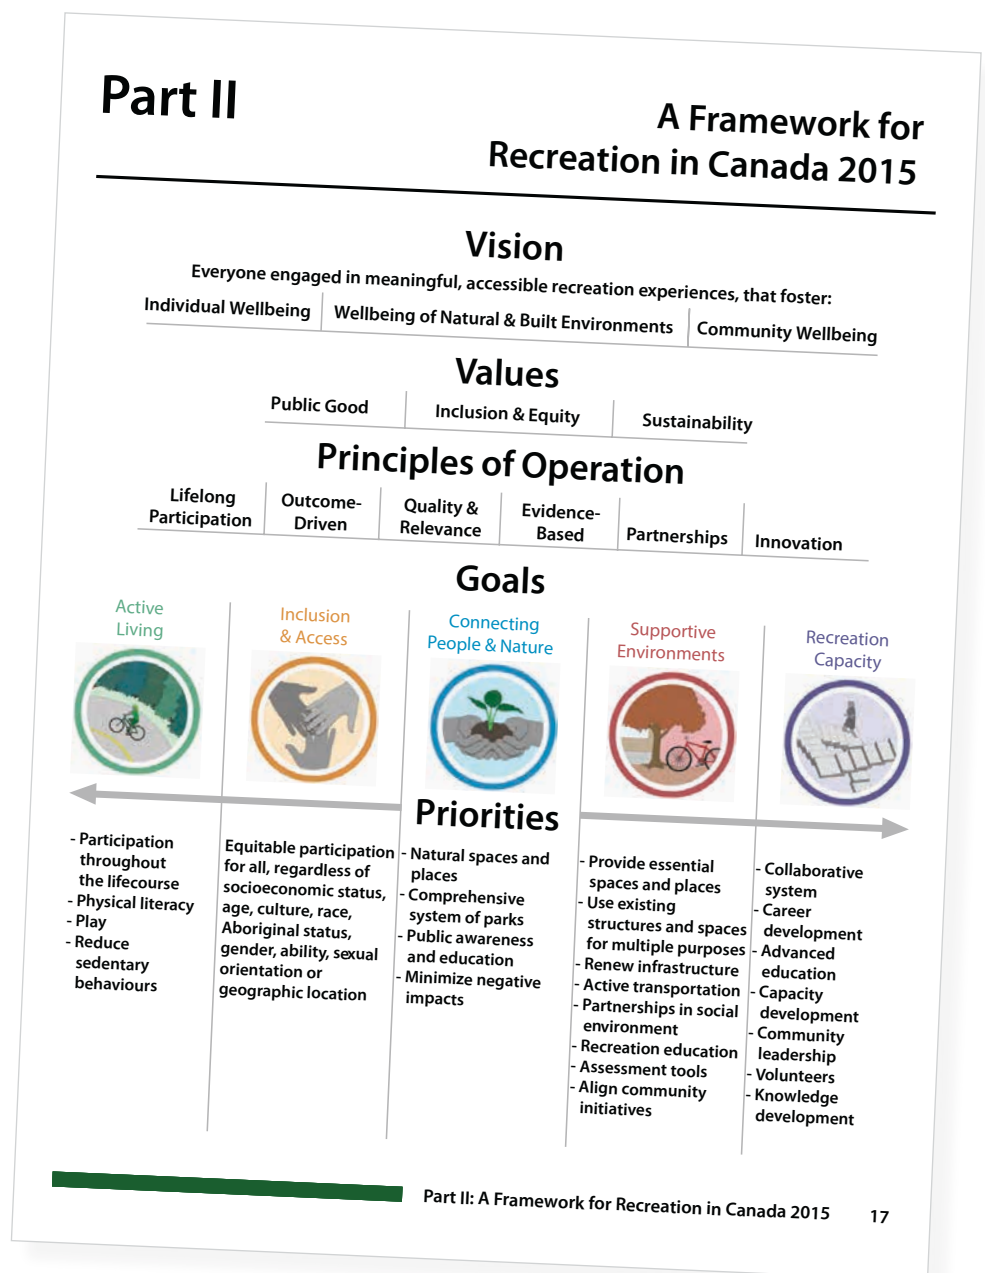 Part II
A Framework for
Recreation in Canada 2015
Vision
Everyone engaged in meaningful, accessible recreation experiences, that foster:
Individual Wellbeing
Wellbeing of Natural & Built Environments
Community Wellbeing
Values
Public Good
Inclusion & Equity
Sustainability
Principles of Operation
Lifelong
Participation
Outcome-
Driven
Quality &
Relevance
Evidence-
Based
Partnerships
Innovation
Goals
Active
Living
Inclusion
& Access
Connecting
People & Nature
Supportive
Environments
Recreation
Capacity
Priorities
- Participation
throughout
the lifecourse
- Physical literacy
- Play
- Reduce
sedentary
behaviours
Equitable participation
for all, regardless of
socioeconomic status,
age, culture, race,
Aboriginal status,
gender, ability, sexual
orientation or
geographic location
- Natural spaces and
places
- Comprehensive
system of parks
- Public awareness
and education
- Minimize negative
impacts
- Provide essential
spaces and places
- Use existing
structures and spaces
for multiple purposes
- Renew infrastructure
- Active transportation
- Partnerships in social
environment
- Recreation education
- Assessment tools
- Align community
initiatives
- Collaborative
system
- Career
development
- Advanced
education
- Capacity
development
- Community
leadership
- Volunteers
- Knowledge
development
Part II: A Framework for Recreation in Canada 2015
17